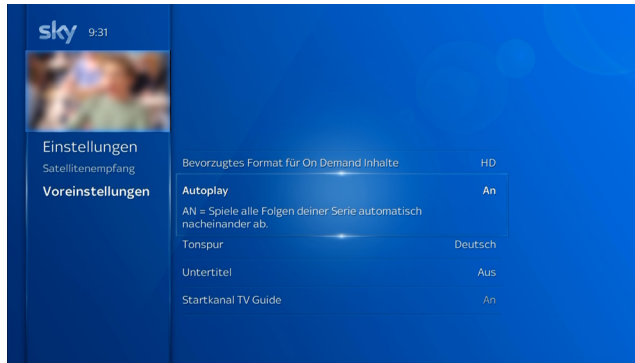 sky 9:31
Einstellungen
Satellitenempfang
Voreinstellungen
Bevorzugtes Format für On Demand Inhalte HD
Autoplay An
AN = Spiele alle Folgen deiner Serie automatisch
nacheinander ab.
Tonspur Deutsch
Untertitel Aus
Startkanal TV Guide An